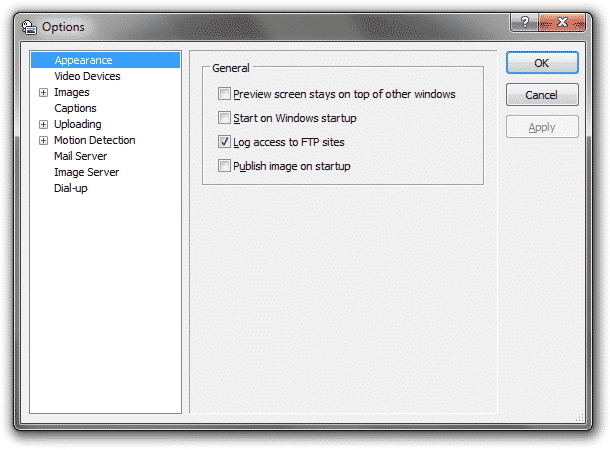 Options
Appearance
Video Devices
Images
Captions
Uploading
Motion Detection
Mail Server
Image Server
Dial-up
General
Preview screen stays on top of other windows
Start on Windows startup
Log access to FTP sites
Publish image on startup
OK
Cancel
Apply